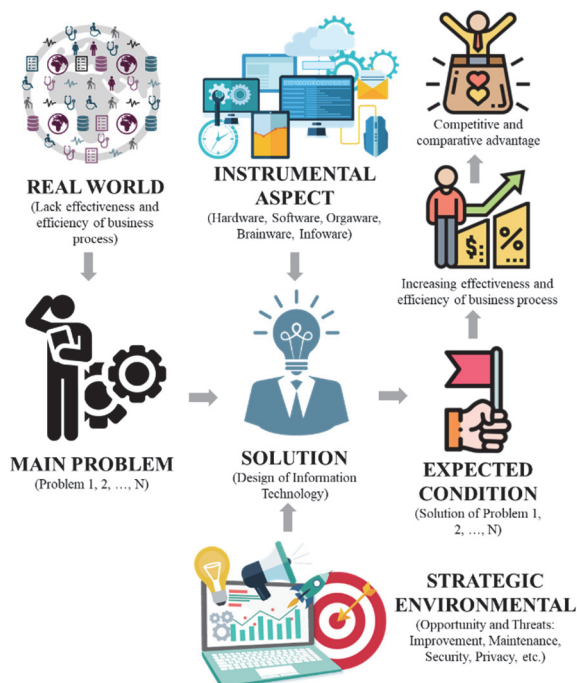 REAL WORLD
(Lack effectiveness and
efficiency of business
process)
INSTRUMENTAL
ASPECT
(Hardware, Software, Orgaware,
Brainware, Infoware)
Competitive and
comparative advantage
$:
%
Increasing effectiveness and
efficiency of business process
MAIN PROBLEM
(Problem 1, 2, …, N)
SOLUTION
(Design of Information
Technology)
EXPECTED
CONDITION
(Solution of Problem 1,
2, …, N)
STRATEGIC
ENVIRONMENTAL
(Opportunity and Threats:
Improvement, Maintenance,
Security, Privacy, etc.)